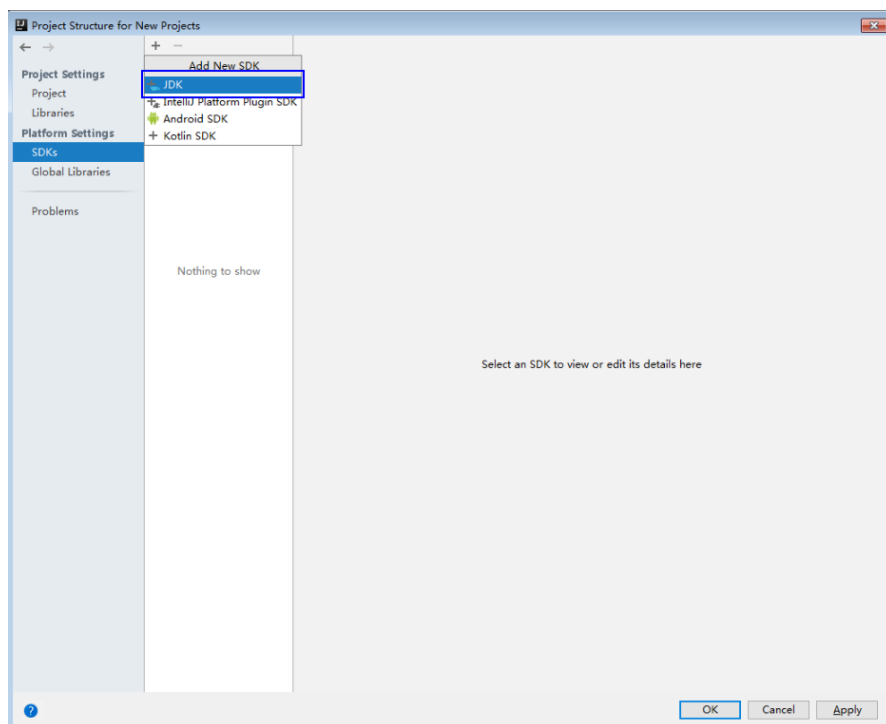 Project Structure for New Projects
Project Settings
Project
Libraries
Platform Settings
SDKs
Global Libraries
Problems
Add New SDK
JDK
IntelliJ Platform Plugin SDK
Android SDK
Kotlin SDK
Nothing to show
Select an SDK to view or edit its details here
OK
Cancel
Apply